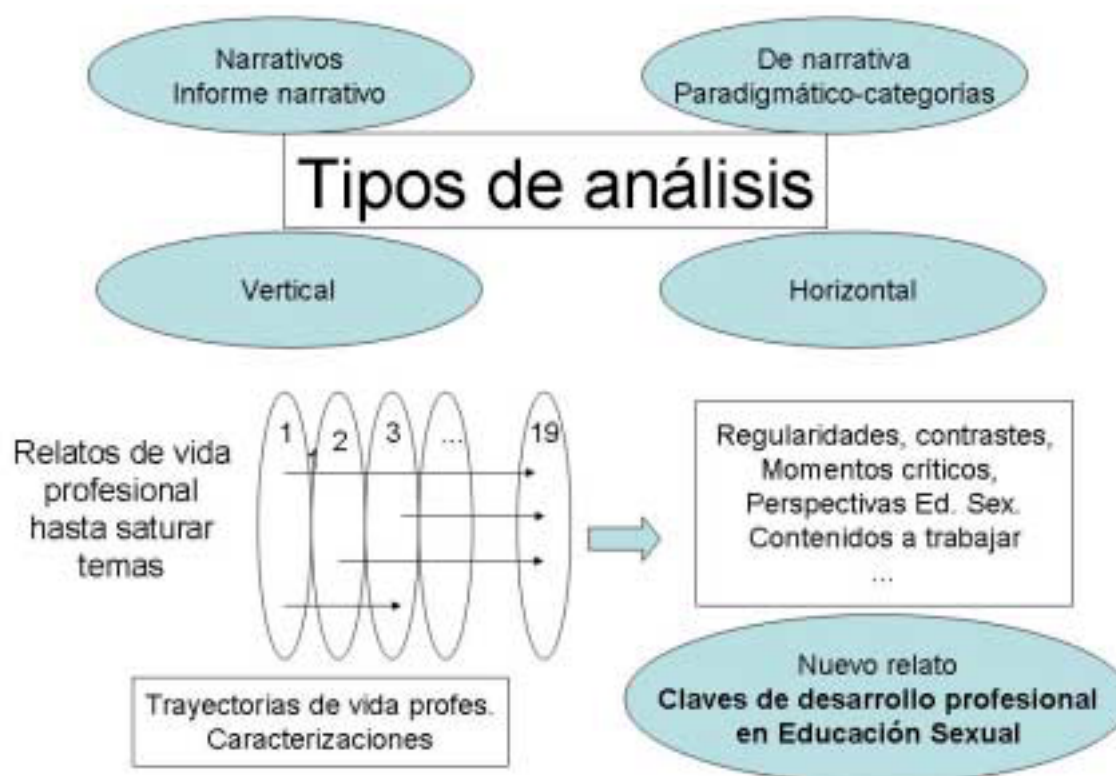 Narrativos
Informe narrativo
De narrativa
Paradigmático-categorías
Tipos de análisis
Vertical
Horizontal
Relatos de vida
profesional
hasta saturar
temas
1
1
2
3
...
19
Regularidades, contrastes,
Momentos críticos,
Perspectivas Ed. Sex.
Contenidos a trabajar
...
Trayectorias de vida profes.
Caracterizaciones
Nuevo relato
Claves de desarrollo profesional
en Educación Sexual